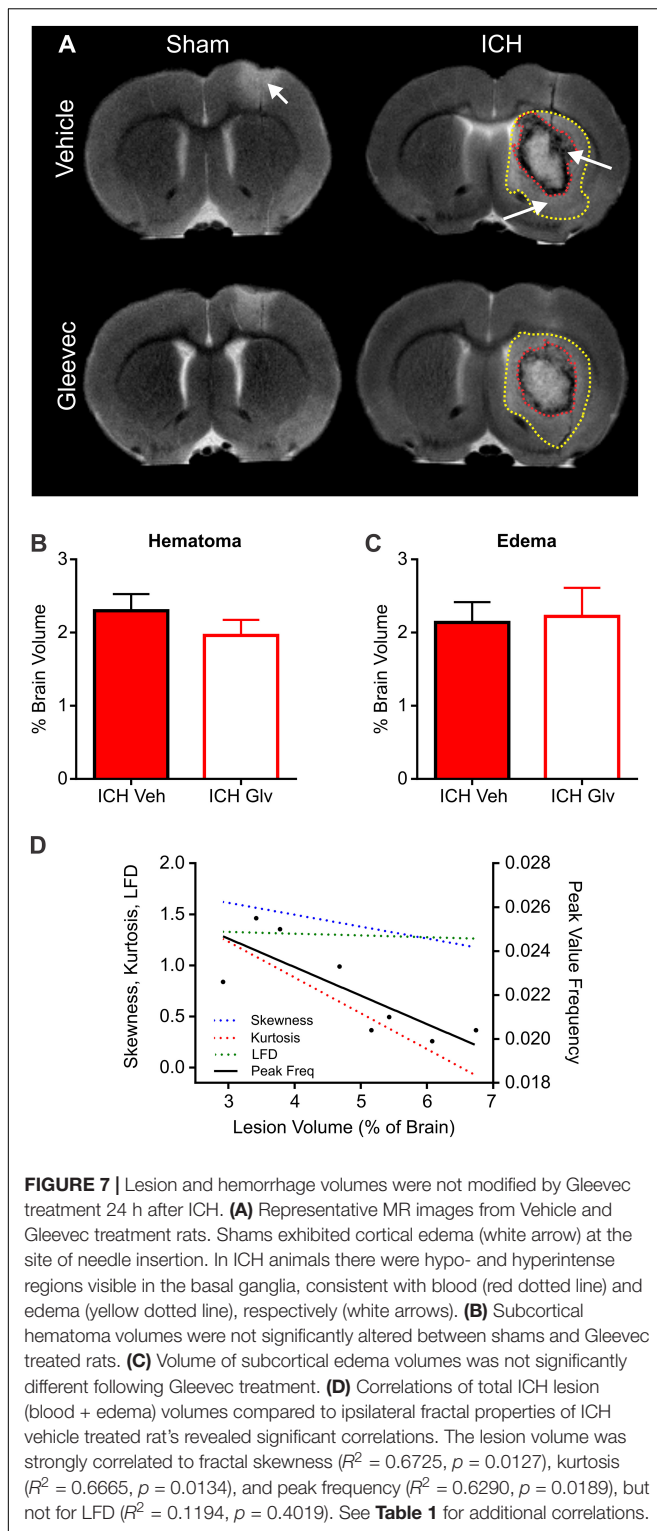 A
Sham
ICH
Vehicle
Gleevec
B
Hematoma
3
2
1
0
% Brain Volume
ICH Veh
ICH Glv
C
Edema
3
2
1
0
% Brain Volume
ICH Veh
ICH Glv
D
2.0
1.5
1.0
0.5
0.0
Skewness, Kurtosis, LFD
0.028
0.026
0.024
0.022
0.020
0.018
Peak Value Frequency
Skewness
Kurtosis
LFD
Peak Freq
3 4 5 6 7
Lesion Volume (% of Brain)
FIGURE 7 | Lesion and hemorrhage volumes were not modified by Gleevec
treatment 24 h after ICH. (A) Representative MR images from Vehicle and
Gleevec treatment rats. Shams exhibited cortical edema (white arrow) at the
site of needle insertion. In ICH animals there were hypo- and hyperintense
regions visible in the basal ganglia, consistent with blood (red dotted line) and
edema (yellow dotted line), respectively (white arrows). (B) Subcortical
hematoma volumes were not significantly altered between shams and Gleevec
treated rats. (C) Volume of subcortical edema volumes was not significantly
different following Gleevec treatment. (D) Correlations of total ICH lesion
(blood + edema) volumes compared to ipsilateral fractal properties of ICH
vehicle treated rat's revealed significant correlations. The lesion volume was
strongly correlated to fractal skewness (R² = 0.6725, p = 0.0127), kurtosis
(R² = 0.6665, p = 0.0134), and peak frequency (R² = 0.6290, p = 0.0189), but
not for LFD (R² = 0.1194, p = 0.4019). See Table 1 for additional correlations.